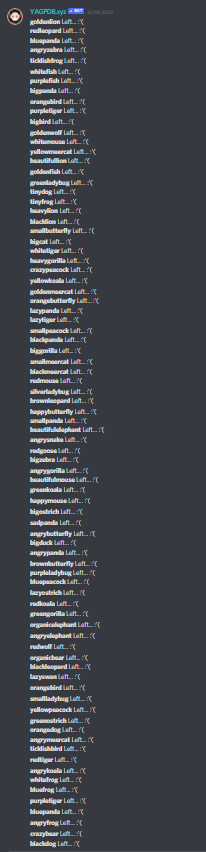 YAGPDB.xyz BOT 12/06/2020
goldenlion Left... :'(
redleopard Left... :'(
bluepanda Left... :'(
angryzebra Left... :'(
ticklishfrog Left... :'(
whitefish Left... :'(
purplefish Left... :'(
bigpanda Left... :'(
orangebird Left... :'(
purpletiger Left... :'(
bigbird Left... :'(
goldenwolf Left... :'(
whitemouse Left... :'(
yellowmeercat Left... :'(
beautifullion Left... :'(
goldenfish Left... :'(
greenladybug Left... :'(
tinydog Left... :'(
tinyfrog Left... :'(
heavylion Left... :'(
blacklion Left... :'(
smallbutterfly Left... :'(
bigcat Left... :'(
whitetiger Left... :'(
heavygorilla Left... :'(
crazypeacock Left... :'(
yellowkoala Left... :'(
goldenmeercat Left... :'(
orangebutterfly Left... :'(
lazypanda Left... :'(
lazytiger Left... :'(
smallpeacock Left... :'(
blackpanda Left... :'(
biggorilla Left... :'(
smallmeercat Left... :'(
blackmeercat Left... :'(
redmouse Left... :'(
silverladybug Left... :'(
brownleopard Left... :'(
happybutterfly Left... :'(
smallpanda Left... :'(
beautifulelephant Left... :'(
angrysnake Left... :'(
redgoose Left... :'(
bigzebra Left... :'(
angrygorilla Left... :'(
beautifulmouse Left... :'(
greenkoala Left... :'(
happymouse Left... :'(
bigostrich Left... :'(
sadpanda Left... :'(
angrybutterfly Left... :'(
bigduck Left... :'(
angrypanda Left... :'(
brownbutterfly Left... :'(
purpleladybug Left... :'(
bluepeacock Left... :'(
lazyostrich Left... :'(
redkoala Left... :'(
greengorilla Left... :'(
organicelephant Left... :'(
angryelephant Left... :'(
redwolf Left... :'(
organicbear Left... :'(
blackleopard Left... :'(
lazyswan Left... :'(
orangebird Left... :'(
smallladybug Left... :'(
yellowpeacock Left... :'(
greenostrich Left... :'(
orangedog Left... :'(
angrymeercat Left... :'(
ticklishbird Left... :'(
redtiger Left... :'(
angrykoala Left... :'(
whitefrog Left... :'(
bluefrog Left... :'(
purpletiger Left... :'(
bluepanda Left... :'(
angryfrog Left... :'(
crazybear Left... :'(
blackdog Left... :'(